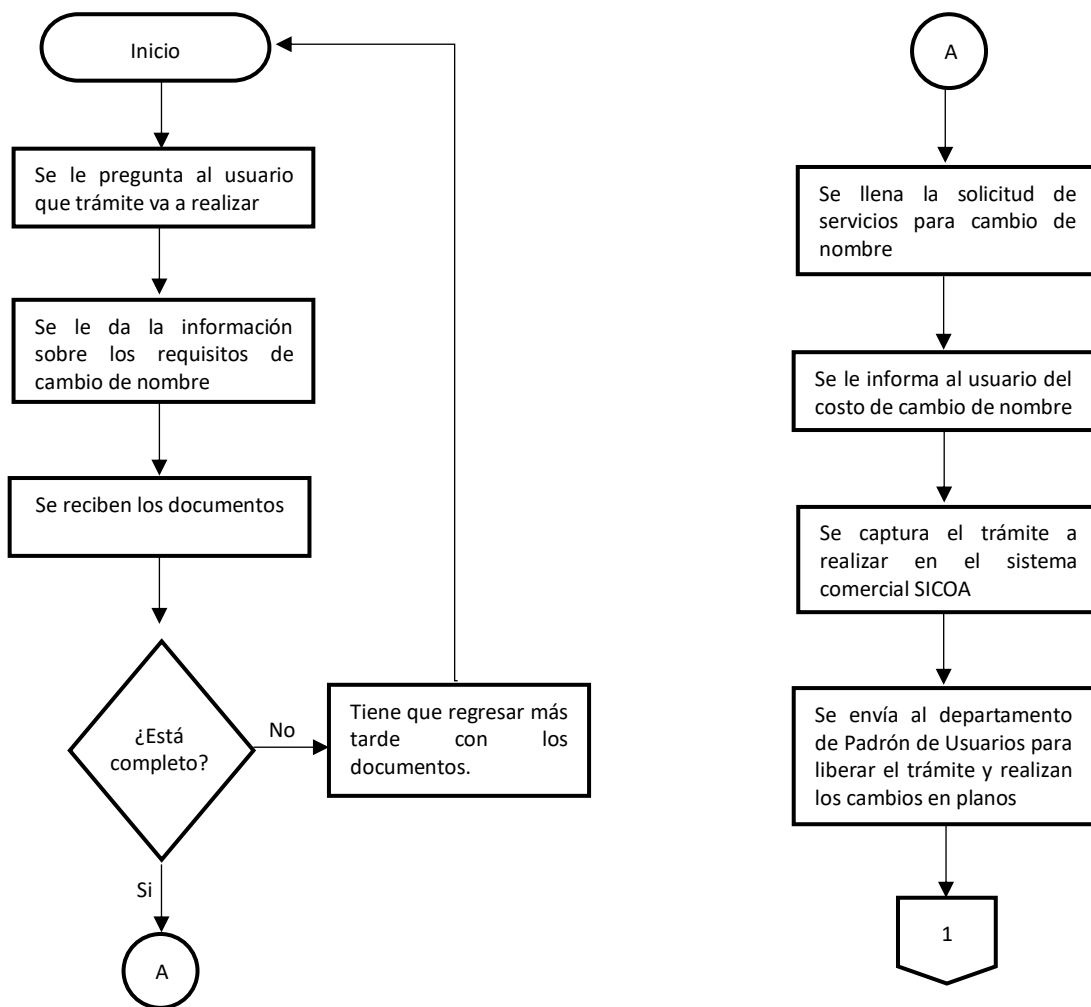 Inicio
Se le pregunta al usuario
que trámite va a realizar
Se le da la información
sobre los requisitos de
cambio de nombre
Se reciben los documentos
¿Está
completo?
No
Tiene que regresar más
tarde con los
documentos.
Si
A
A
Se llena la solicitud de
servicios para cambio de
nombre
Se le informa al usuario del
costo de cambio de nombre
Se captura el trámite a
realizar en el sistema
comercial SICOA
Se envía al departamento
de Padrón de Usuarios para
liberar el trámite y realizan
los cambios en planos
1